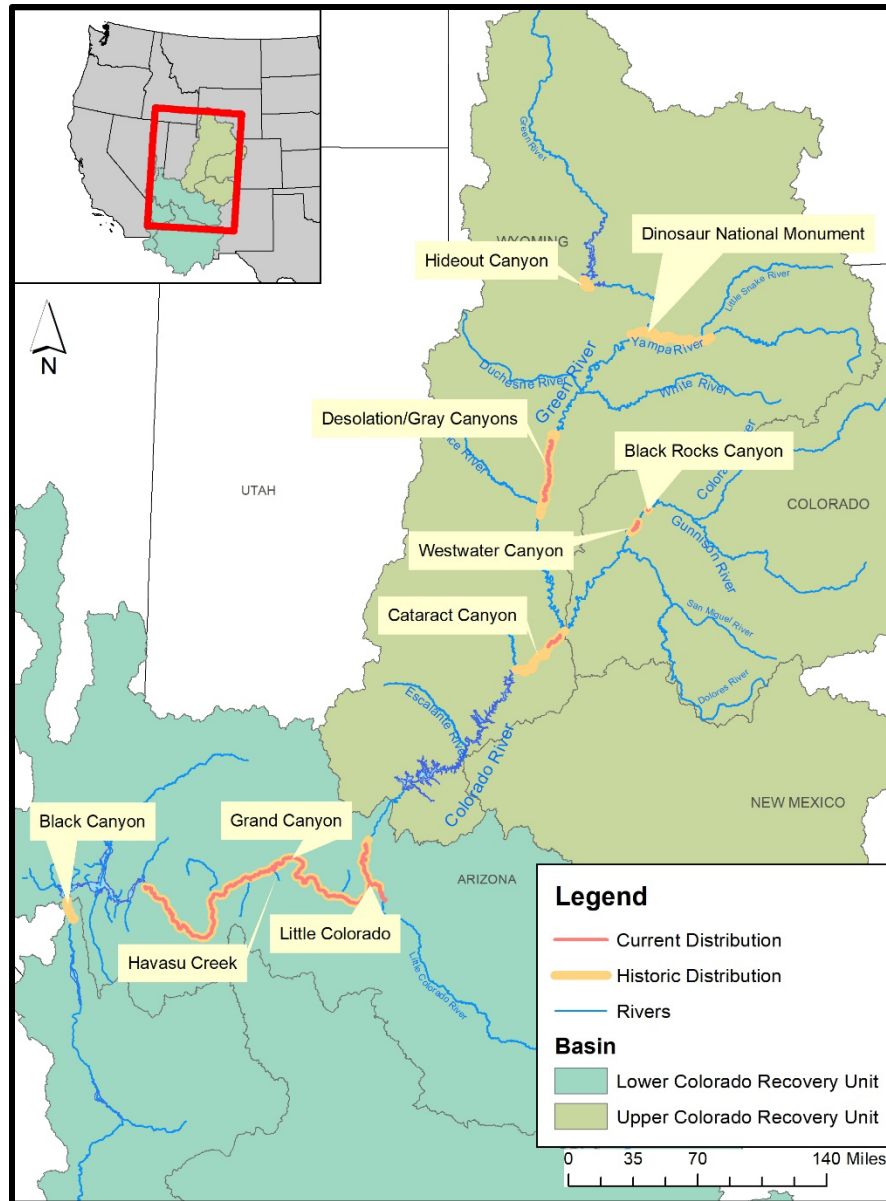 N
Green River
WYOMING
Dinosaur National Monument
Hideout Canyon
Little Snake River
Yampa River
Green River
Duchesne River
White River
Desolation/Gray Canyons
Black Rocks Canyon
ice River
UTAH
COLORADO
Westwater Canyon
Gunnison River
Cataract Canyon
San Miguel River
Dolores River
Escalante River
Colorado River
NEW MEXICO
Black Canyon
Grand Canyon
ARIZONA
Havasu Creek
Little Colorado
Little Colorado River
Legend
Current Distribution
Historic Distribution
Rivers
Basin
Lower Colorado Recovery Unit
Upper Colorado Recovery Unit
0 35 70 140 Miles